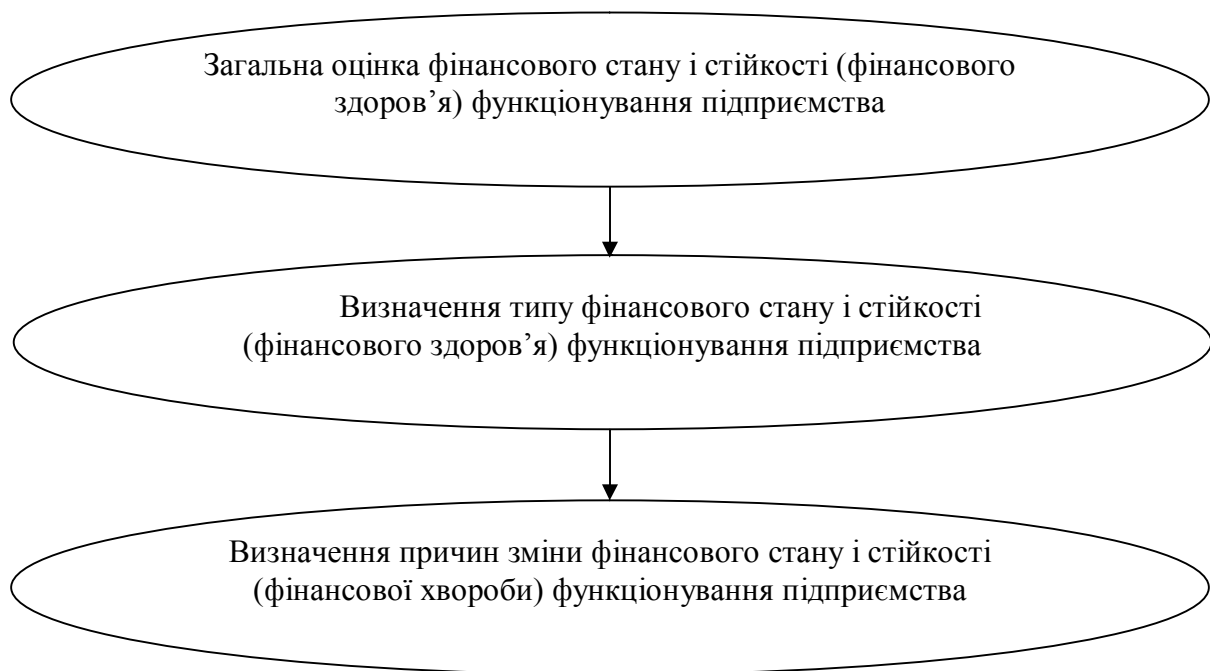 Загальна оцінка фінансового стану і стійкості (фінансового
здоров’я) функціонування підприємства
Визначення типу фінансового стану і стійкості
(фінансового здоров’я) функціонування підприємства
Визначення причин зміни фінансового стану і стійкості
(фінансової хвороби) функціонування підприємства